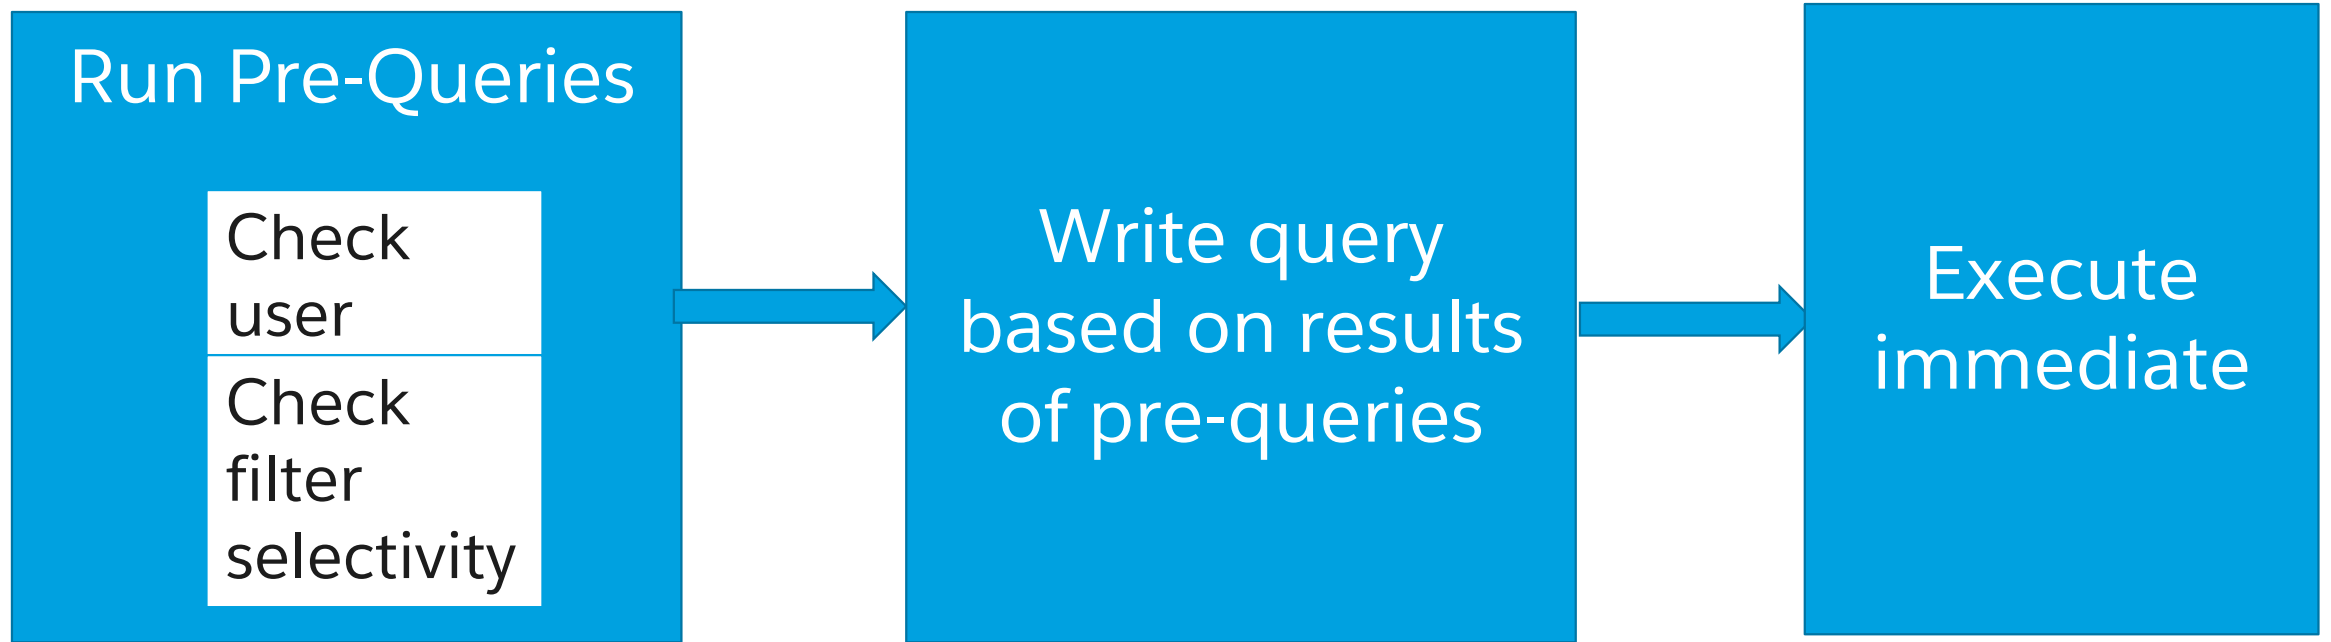 Run Pre-Queries
Check
user
Check
filter
selectivity
Write query
based on results
of pre-queries
Execute
immediate